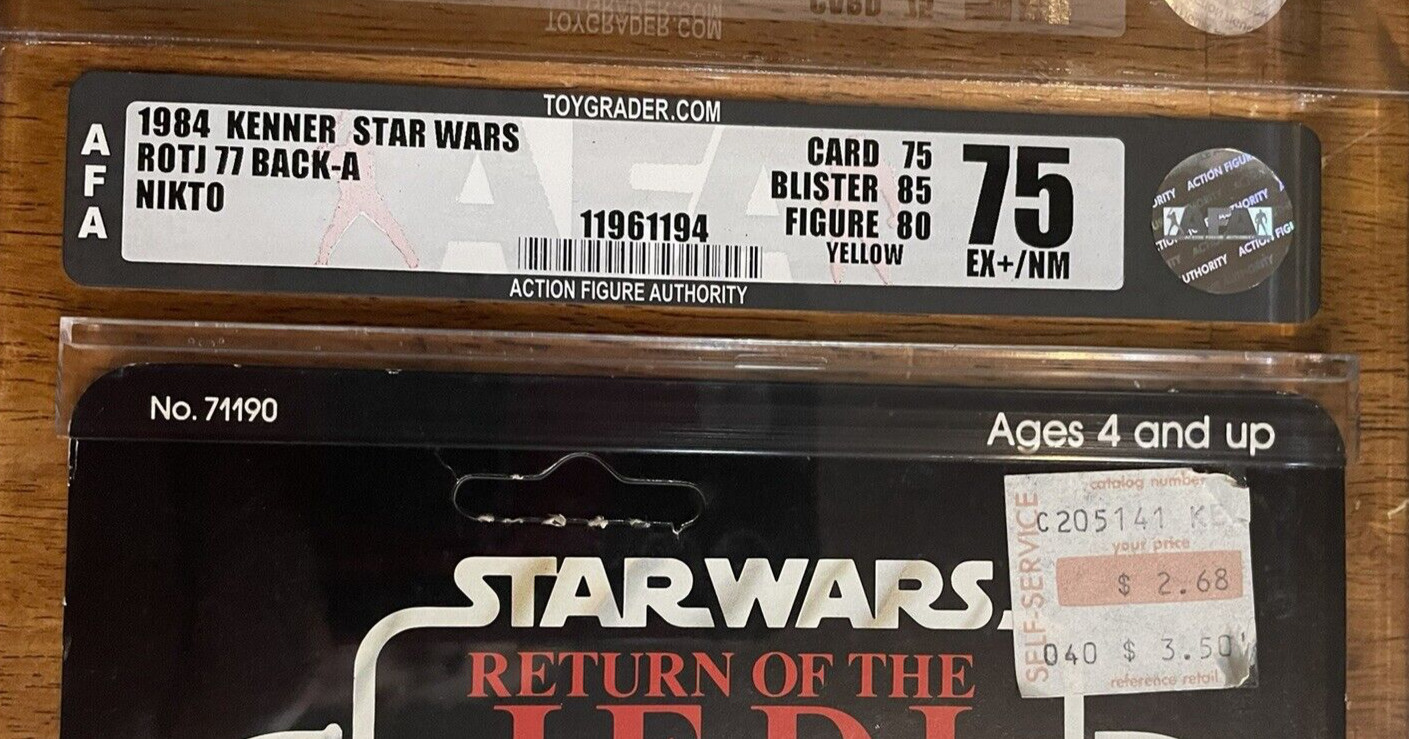 TOYGRADER.COM
TOYGRADER.COM
AFA
1984 KENNER STAR WARS
ROTJ 77 BACK-A
NIKTO
11961194
CARD 75
BLISTER 85
FIGURE 80
YELLOW
75
EX+/NM
ACTION FIGURE AUTHORITY
AFA
No. 71190
Ages 4 and up
SELF-SERVICE
catalog number
C205141
your price
$ 2.68
040 $ 3.50
reference retail
STAR WARS
RETURN OF THE
JEDI